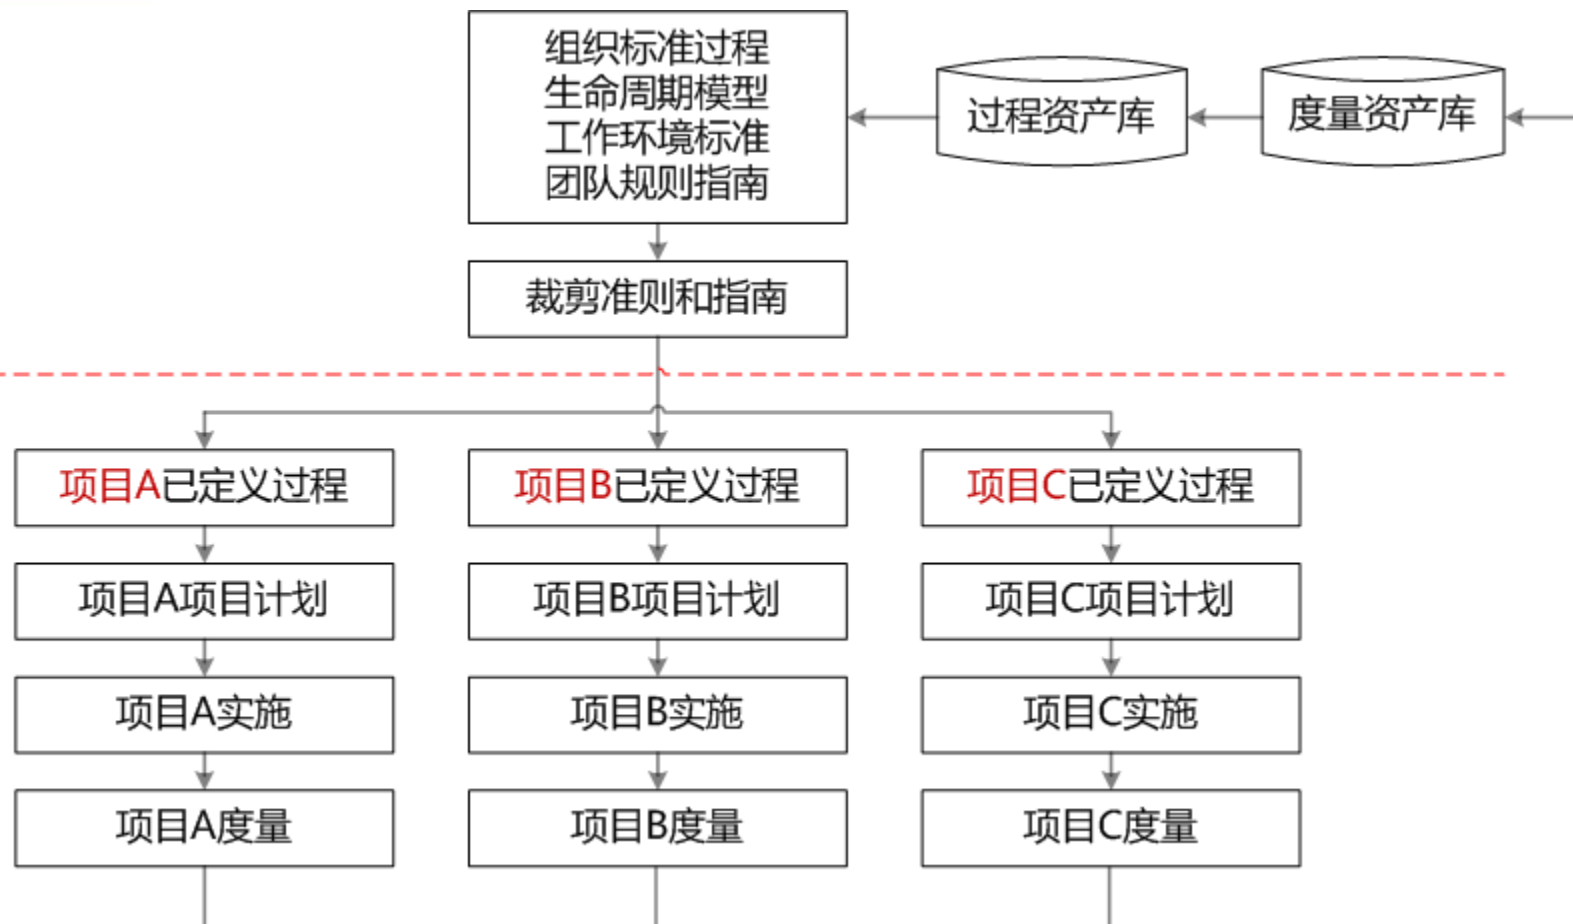 组织标准过程
生命周期模型
工作环境标准
团队规则指南
过程资产库
度量资产库
裁剪准则和指南
项目A已定义过程
项目B已定义过程
项目C已定义过程
项目A项目计划
项目B项目计划
项目C项目计划
项目A实施
项目B实施
项目C实施
项目A度量
项目B度量
项目C度量